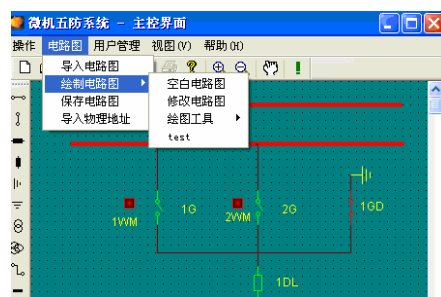 微机五防系统 - 主控界面
操作 电路图 用户管理 视图(V) 帮助(H)
导入电路图
绘制电路图
保存电路图
导入物理地址
空白电路图
修改电路图
绘图工具
test
1WM 1G 2WM 2G 1GD
1DL